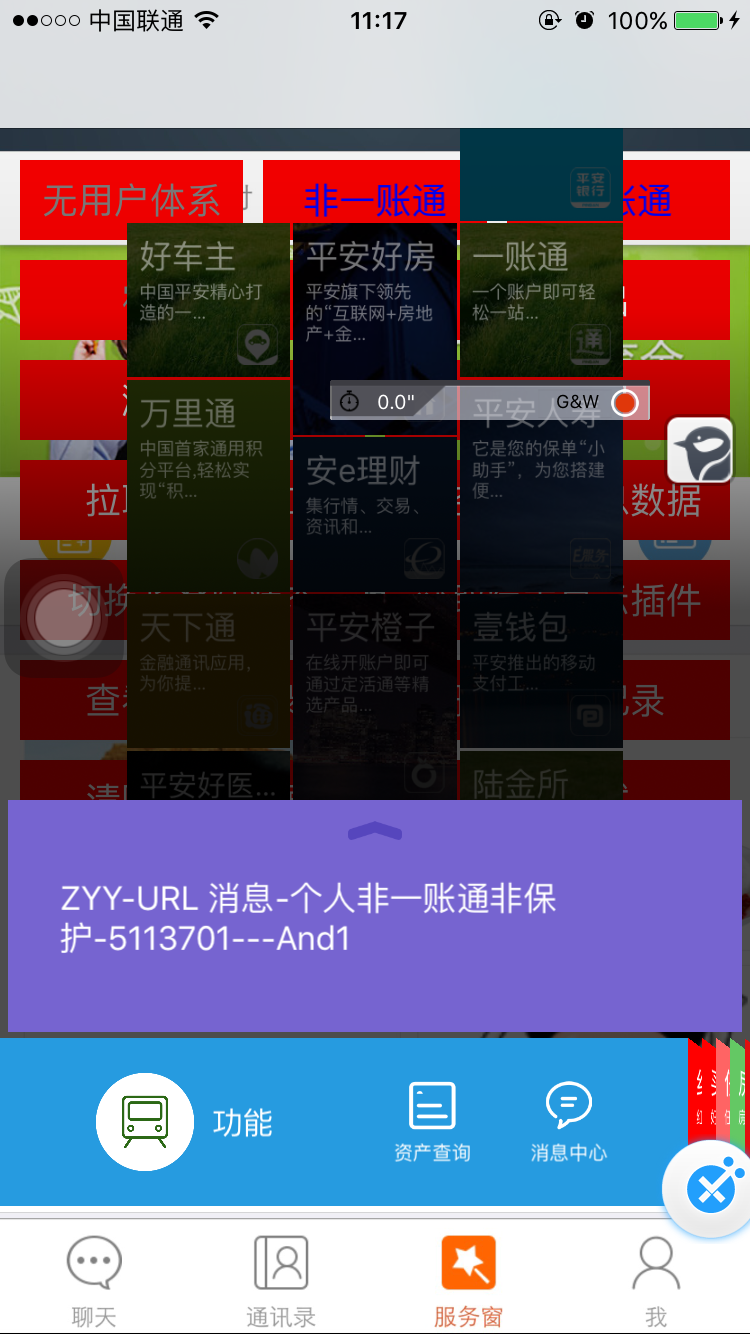 中国联通
11:17
100%
平安
银行
无用户体系
非一账通
账通
好车主
中国平安精心打
造的一...
平安好房
平安旗下领先
的“互联网+房地
产+金...
一账通
一个账户即可轻
松一站...
通
0.0"
G&W
万里通
中国首家通用积
分平台,轻松实
现“积...
安e理财
集行情、交易、
资讯和...
平安人寿
它是您的保单“小
助手”，为您搭建
便...
E服务
拉
数据
切换
插件
天下通
金融通讯应用，
为你提...
平安橙子
在线开账户即可
通过定活通等精
选产品...
壹钱包
平安推出的移动
支付工...
查
记录
平安好医...
陆金所
清
ZYY-URL 消息-个人非一账通非保
护-5113701---And1
功能
资产查询
消息中心
聊天
通讯录
服务窗
我